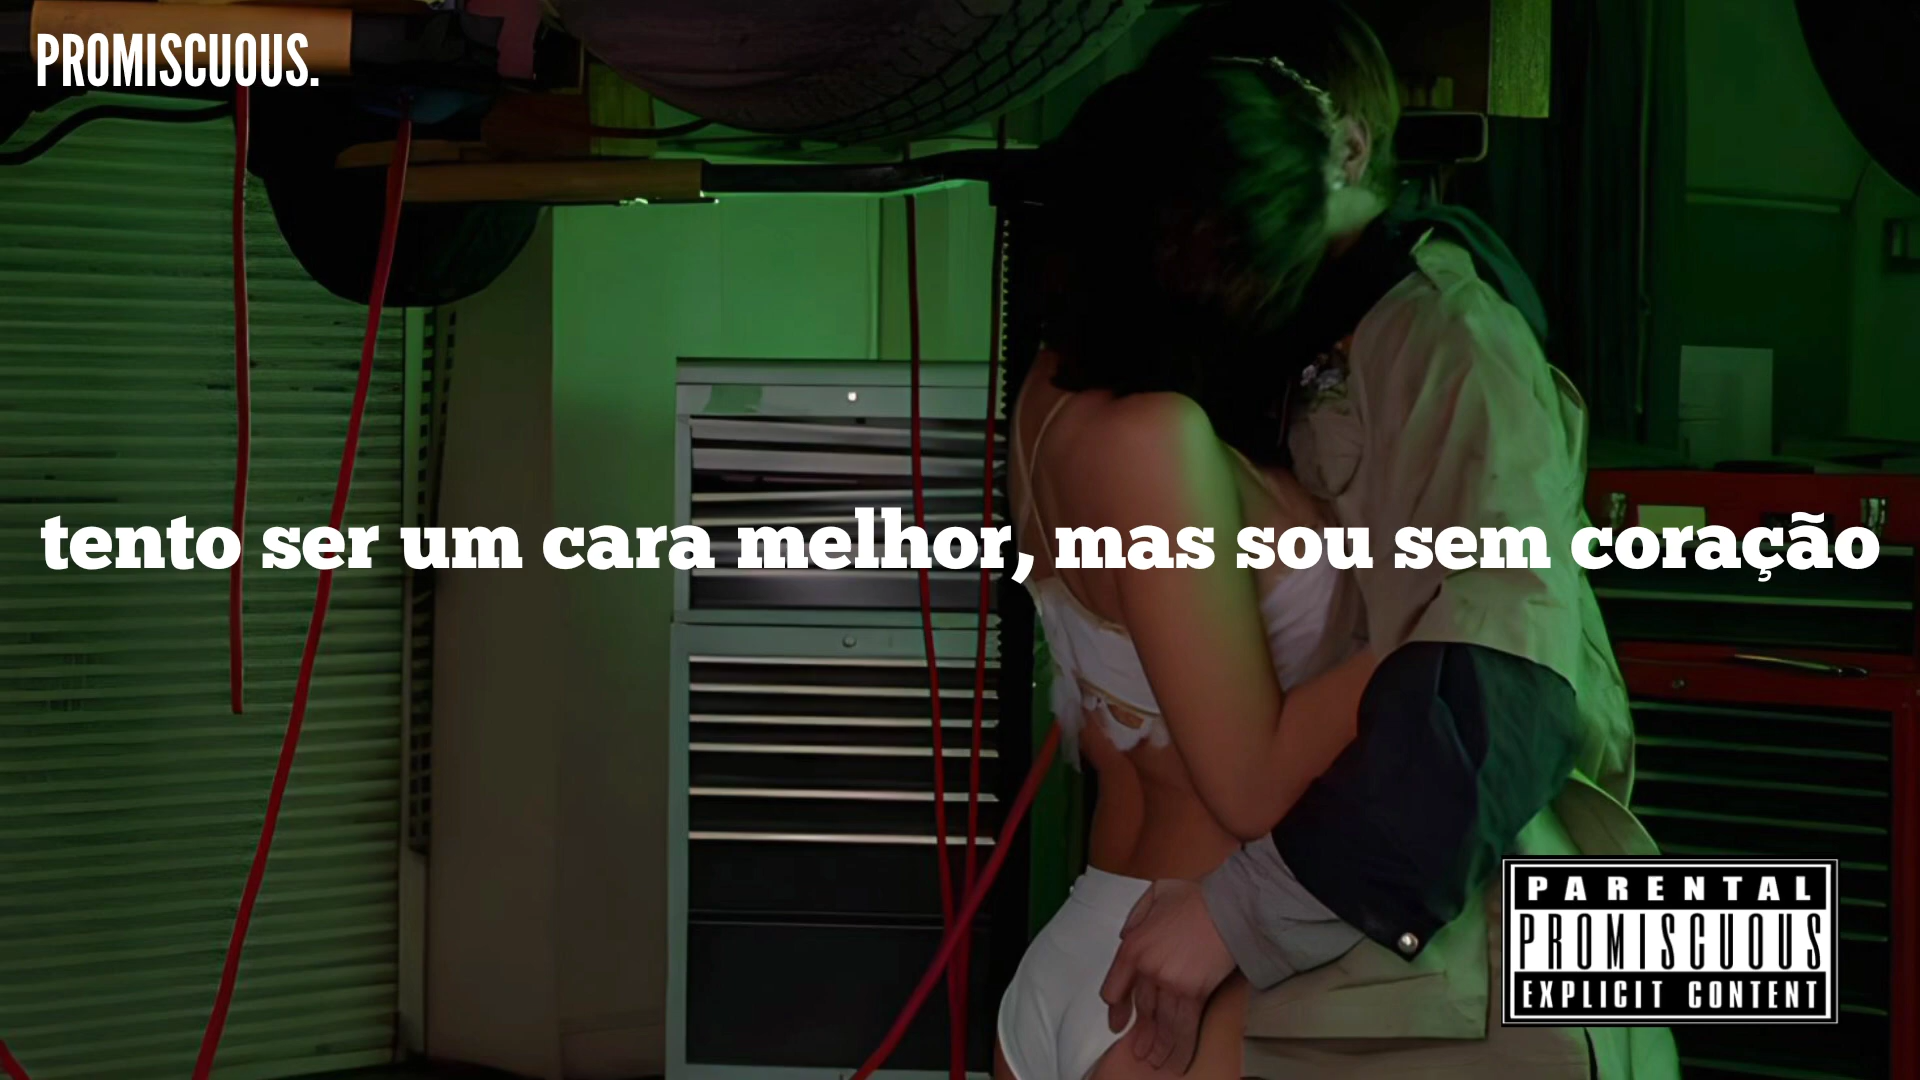 PROMISCUOUS.
tento ser um cara melhor, mas sou sem coração
PARENTAL
PROMISCUOUS
EXPLICIT CONTENT